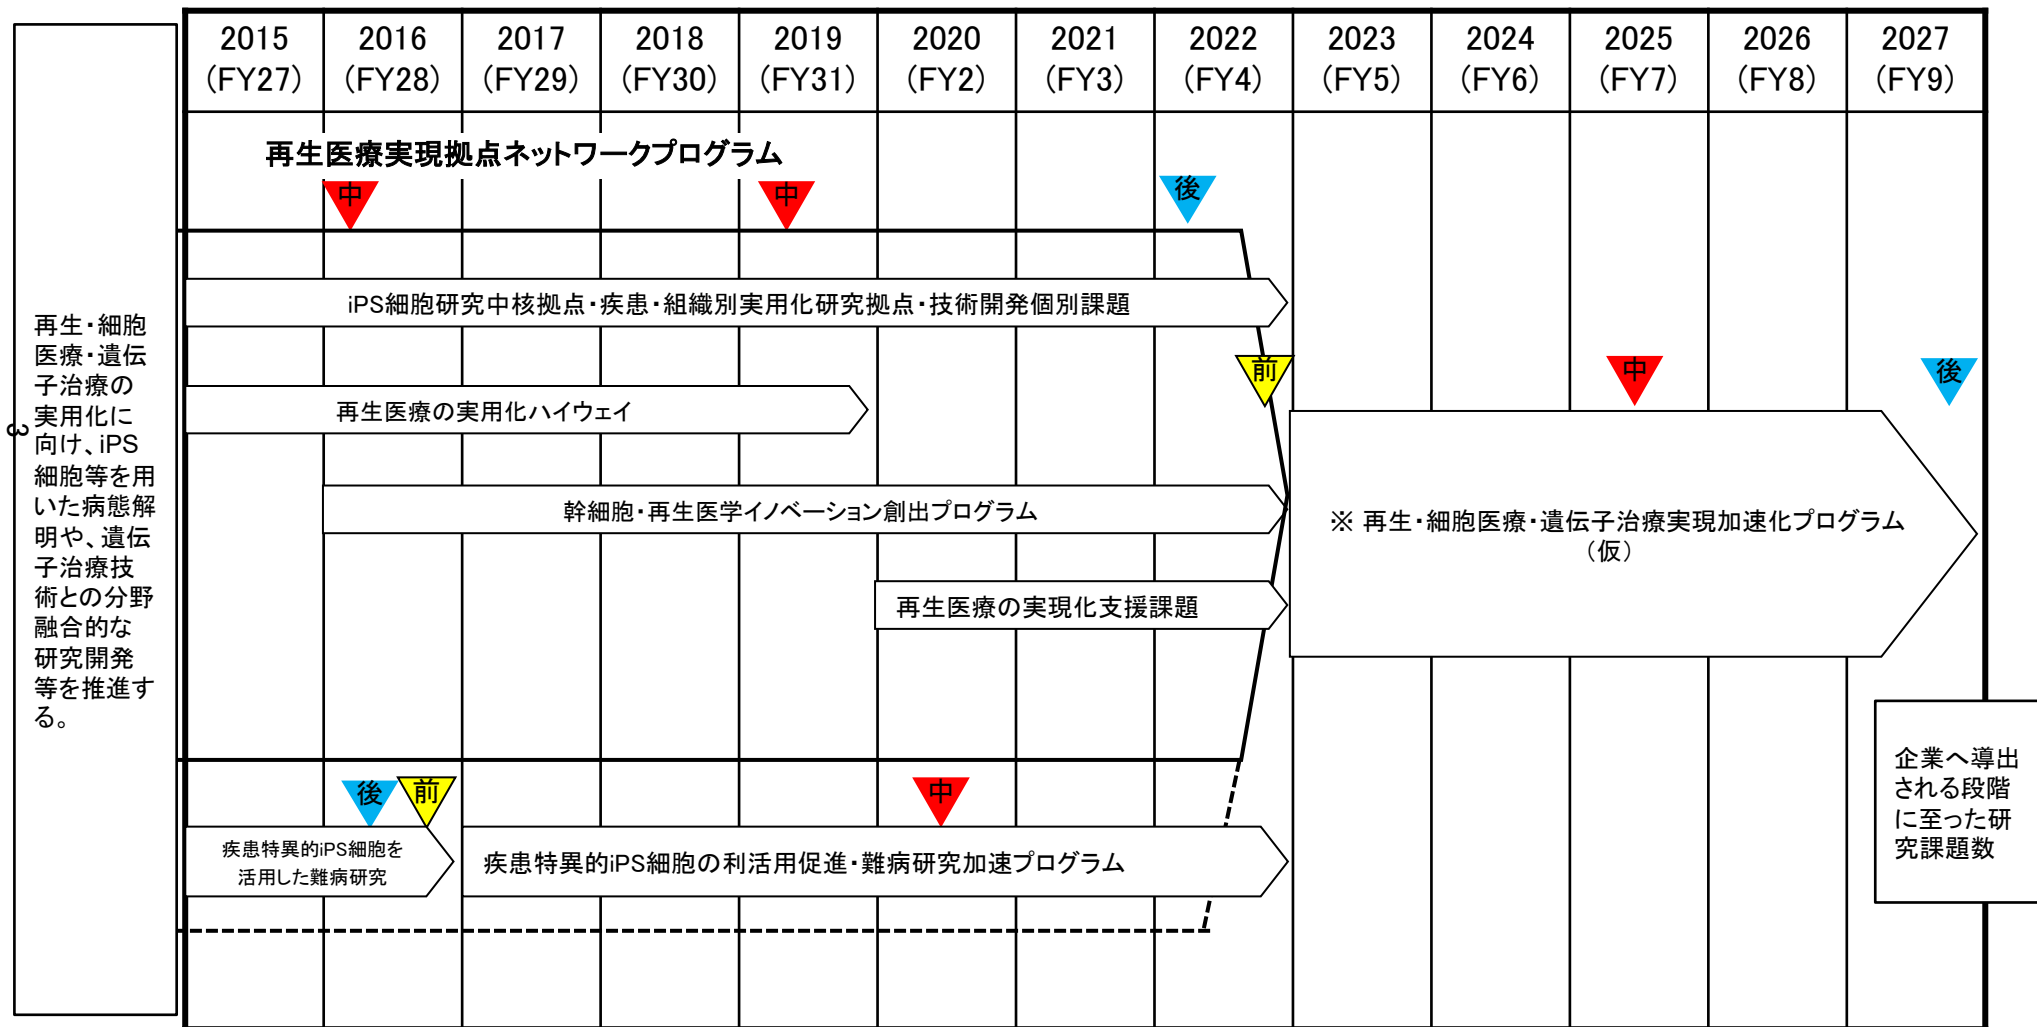 2015
2016
2017
2018
2019
2020
2021
2022
2023
2024
2025
2026
2027
（FY27）
（FY28）
（FY29）
（FY30）
（FY31）
（FY2）
（FY3）
（FY4）
（FY5）
（FY6）
（FY7）
（FY8）
（FY9）
再生医療実現拠点ネットワークプログラム
中
中
後
iPS細胞研究中核拠点・疾患・組織別実用化研究拠点・技術開発個別課題
前
中
後
再生医療の実用化ハイウェイ
幹細胞・再生医学イノベーション創出プログラム
※ 再生・細胞医療・遺伝子治療実現加速化プログラム
（仮）
再生医療の実現化支援課題
後
前
中
疾患特異的iPS細胞を
活用した難病研究
疾患特異的iPS細胞の利活用促進・難病研究加速プログラム
再生・細胞
医療・遺伝
子治療の
実用化に
向け、iPS
細胞等を用
いた病態解
明や、遺伝
子治療技
術との分野
融合的な
研究開発
等を推進す
る。
3
企業へ導出
される段階
に至った研
究課題数